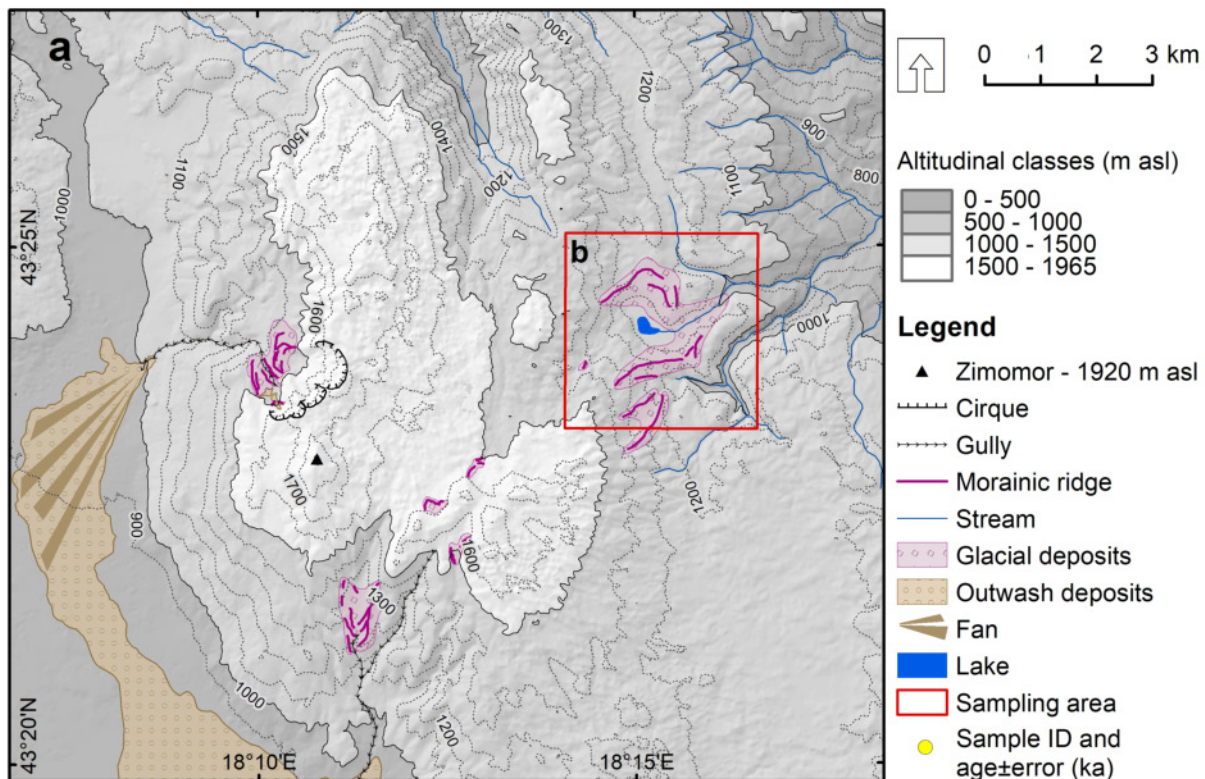 a
1300
1200
1500
1400
1100
1200
1000
1100
900
800
43°25'N
b
1600
1000
1700
900
1600
1200
1300
1000
1200
43°20'N
18°10'E
18°15'E
0 1 2 3 km
Altitudinal classes (m asl)
0 - 500
500 - 1000
1000 - 1500
1500 - 1965
Legend
Zimomor - 1920 m asl
Cirque
Gully
Morainic ridge
Stream
Glacial deposits
Outwash deposits
Fan
Lake
Sampling area
Sample ID and
age±error (ka)